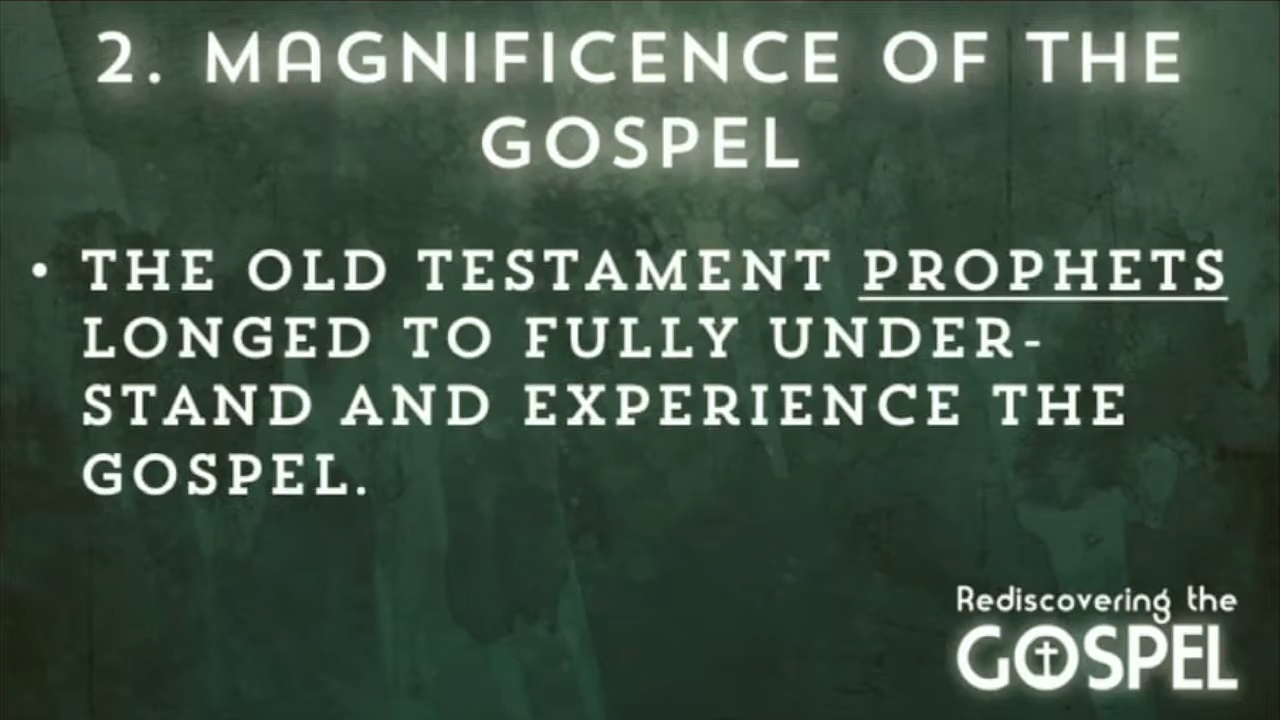 2. MAGNIFICENCE OF THE
GOSPEL
• THE OLD TESTAMENT PROPHETS
LONGED TO FULLY UNDER-
STAND AND EXPERIENCE THE
GOSPEL.
Rediscovering the
GOSPEL